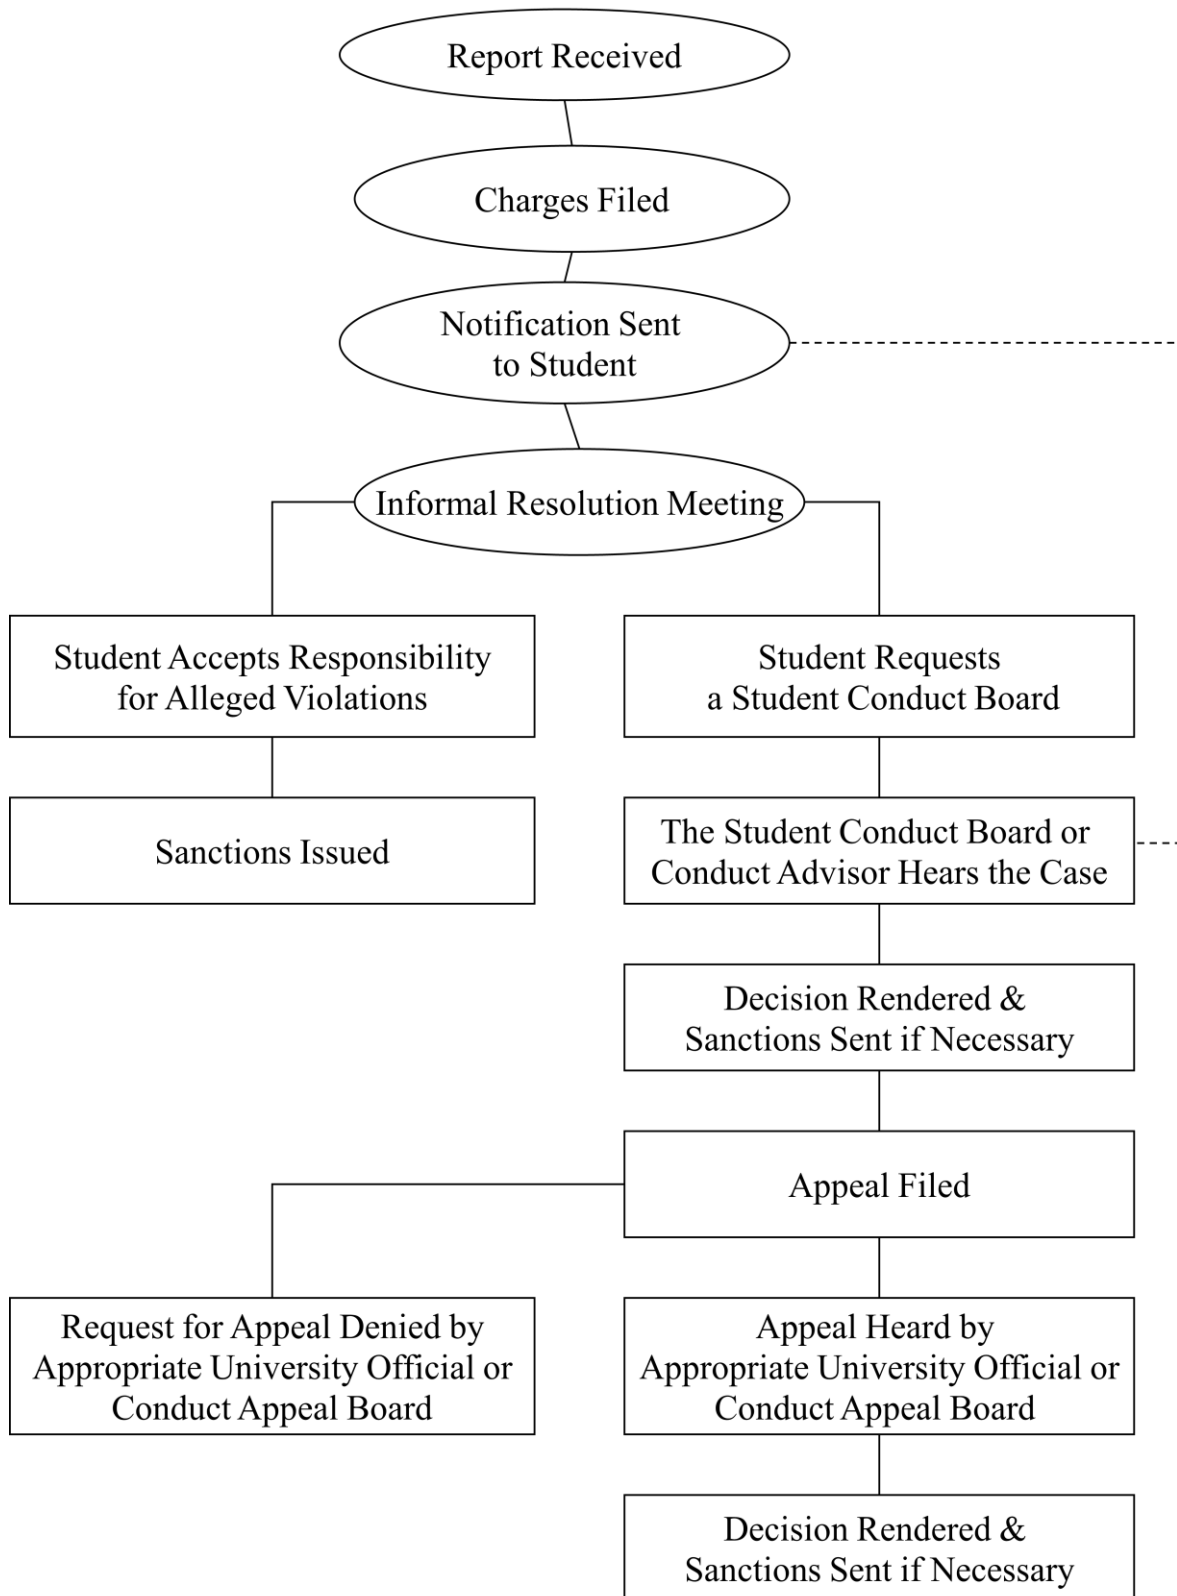 Report Received
Charges Filed
Notification Sent
to Student
Informal Resolution Meeting
Student Accepts Responsibility
for Alleged Violations
Student Requests
a Student Conduct Board
Sanctions Issued
The Student Conduct Board or
Conduct Advisor Hears the Case
Decision Rendered &
Sanctions Sent if Necessary
Appeal Filed
Request for Appeal Denied by
Appropriate University Official or
Conduct Appeal Board
Appeal Heard by
Appropriate University Official or
Conduct Appeal Board
Decision Rendered &
Sanctions Sent if Necessary